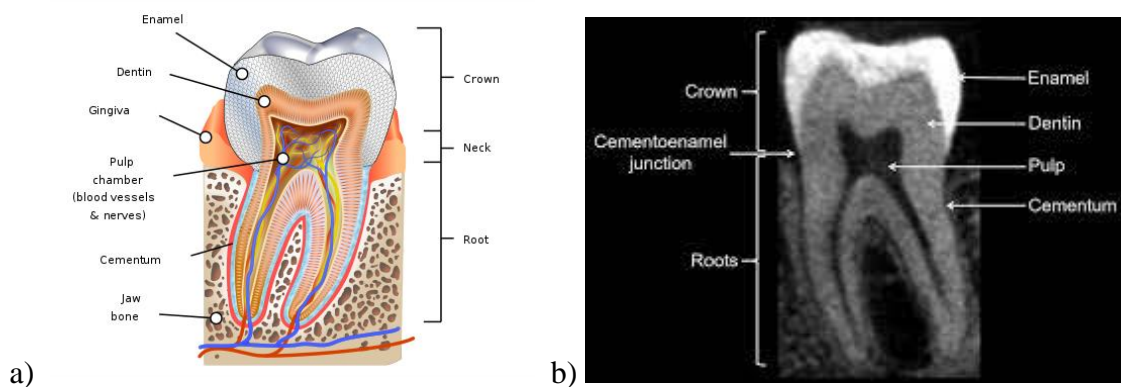 Enamel
Dentin
Gingiva
Pulp
chamber
(blood vessels
& nerves)
Cementum
Jaw
bone
Crown
Neck
Root
a)
Crown
Cementoenamel
junction
Roots
Enamel
Dentin
Pulp
Cementum
b)